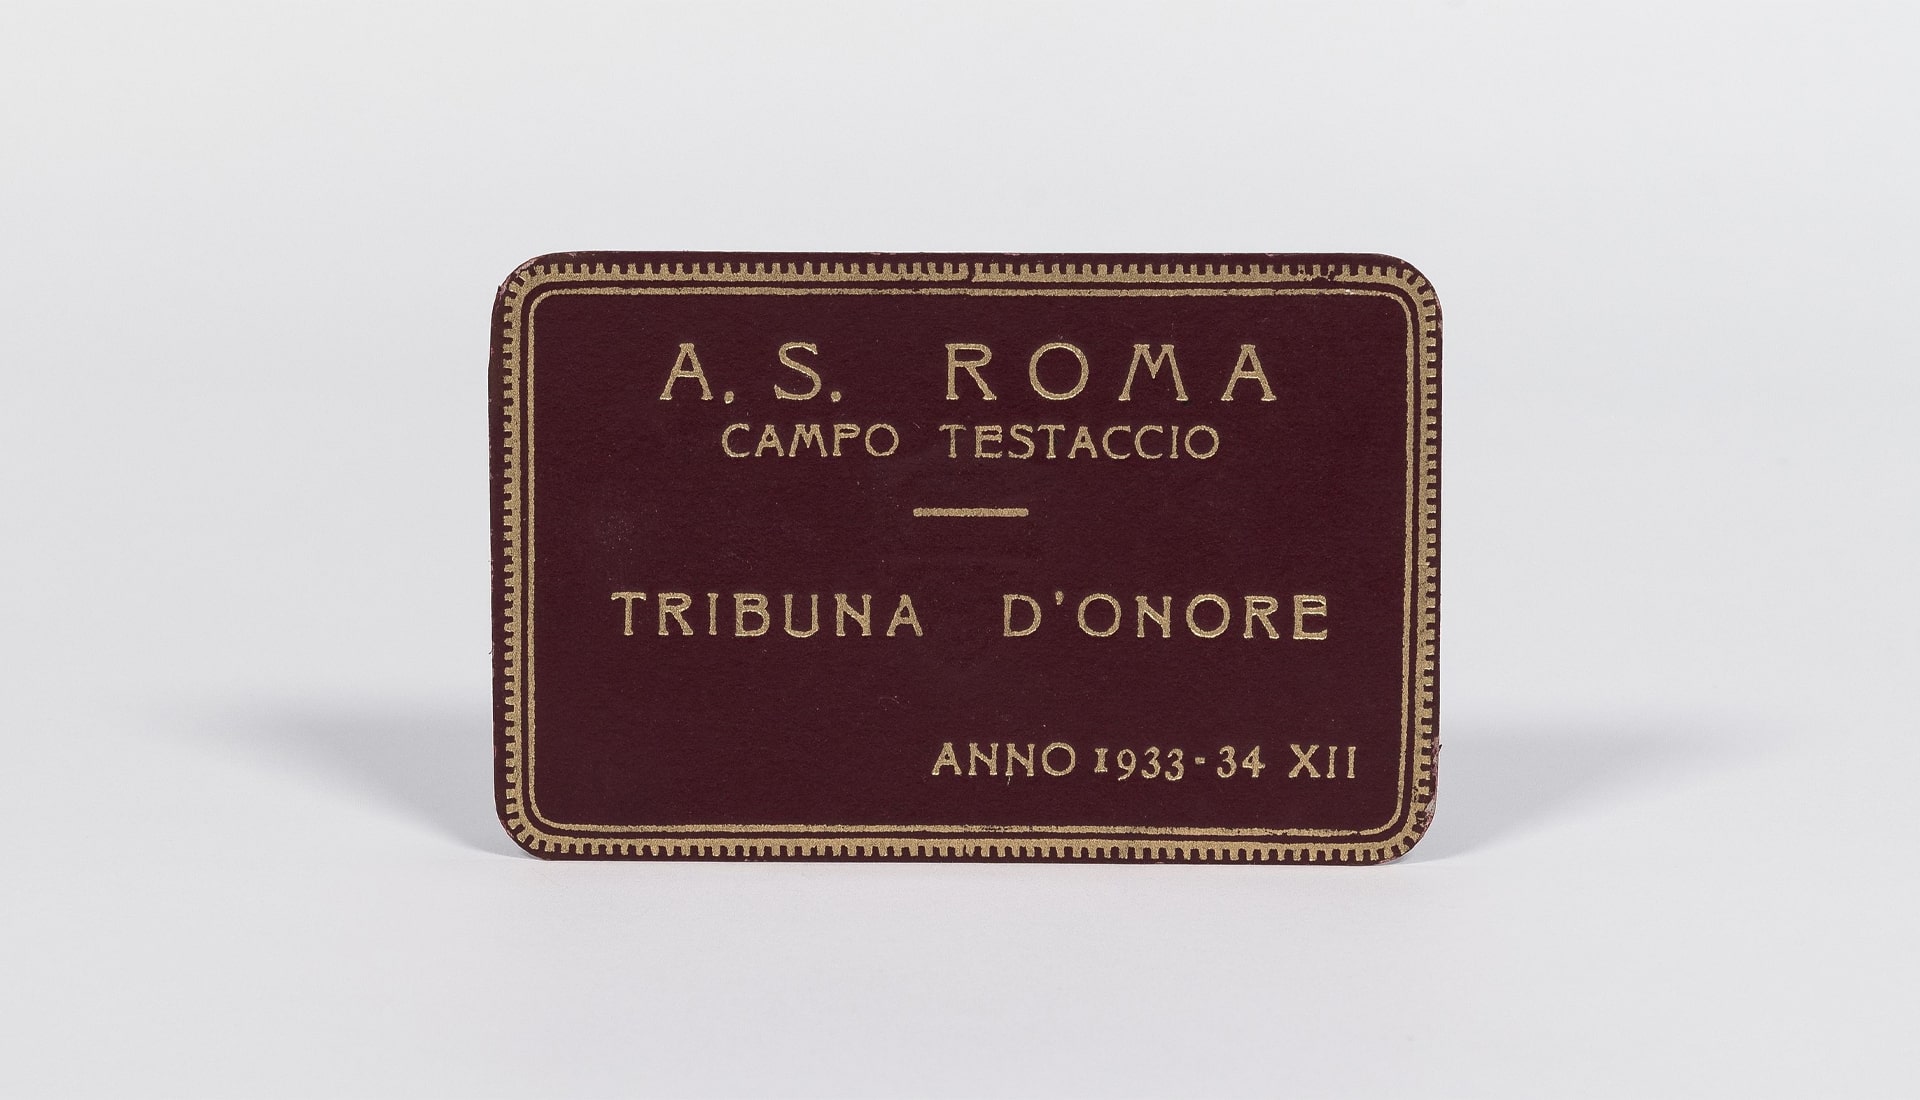 A. S. ROMA
CAMPO TESTACCIO
TRIBUNA D'ONORE
ANNO 1933-34 XII